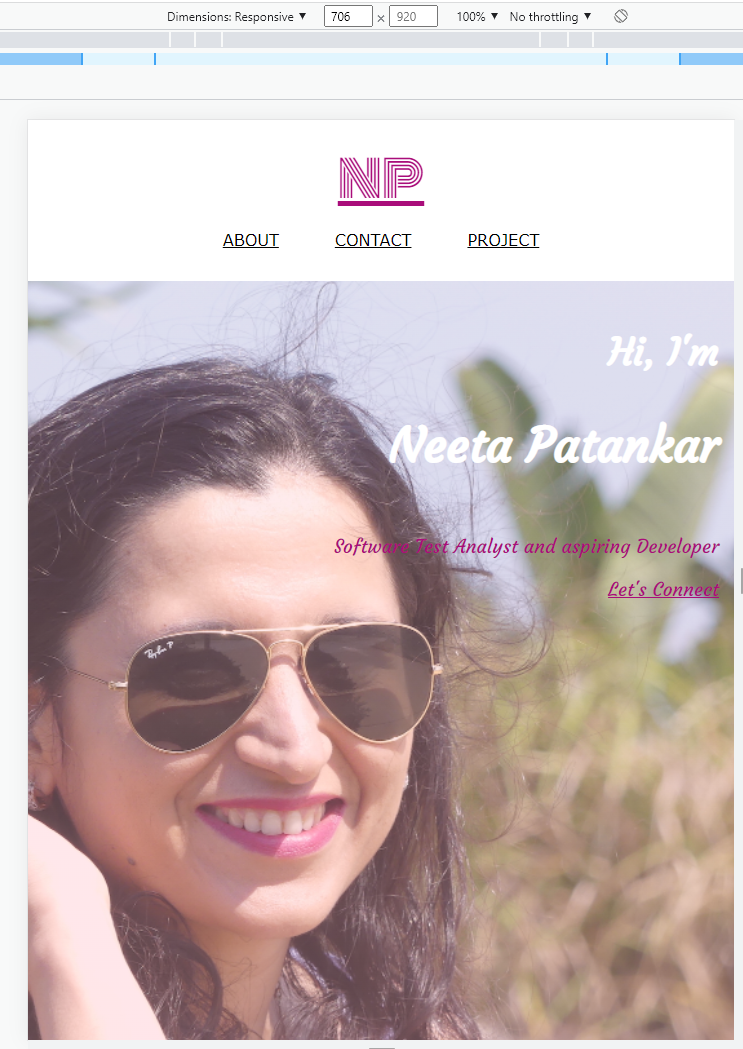 Dimensions: Responsive ▼ 706 × 920 100% ▼ No throttling ▼
NP
ABOUT CONTACT PROJECT
Hi, I'm
Neeta Patankar
Software Test Analyst and aspiring Developer
Let's Connect
Ray-Ban P